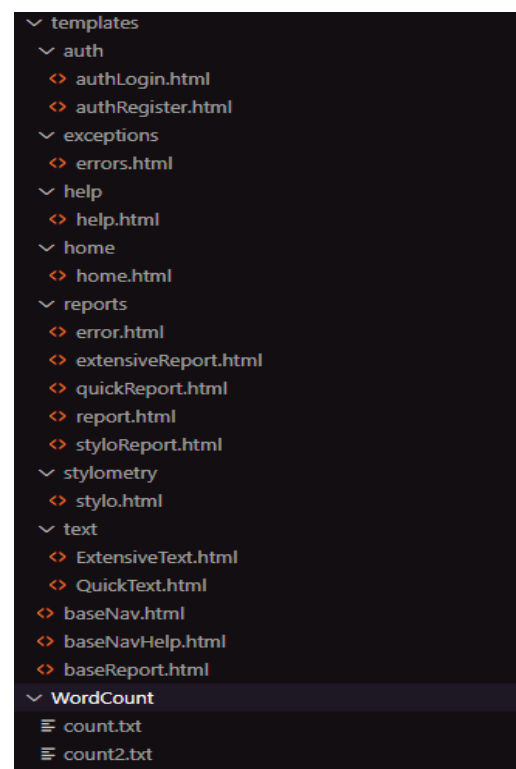 templates
auth
authLogin.html
authRegister.html
exceptions
errors.html
help
help.html
home
home.html
reports
error.html
extensiveReport.html
quickReport.html
report.html
styloReport.html
stylometry
stylo.html
text
ExtensiveText.html
QuickText.html
baseNav.html
baseNavHelp.html
baseReport.html
WordCount
count.txt
count2.txt